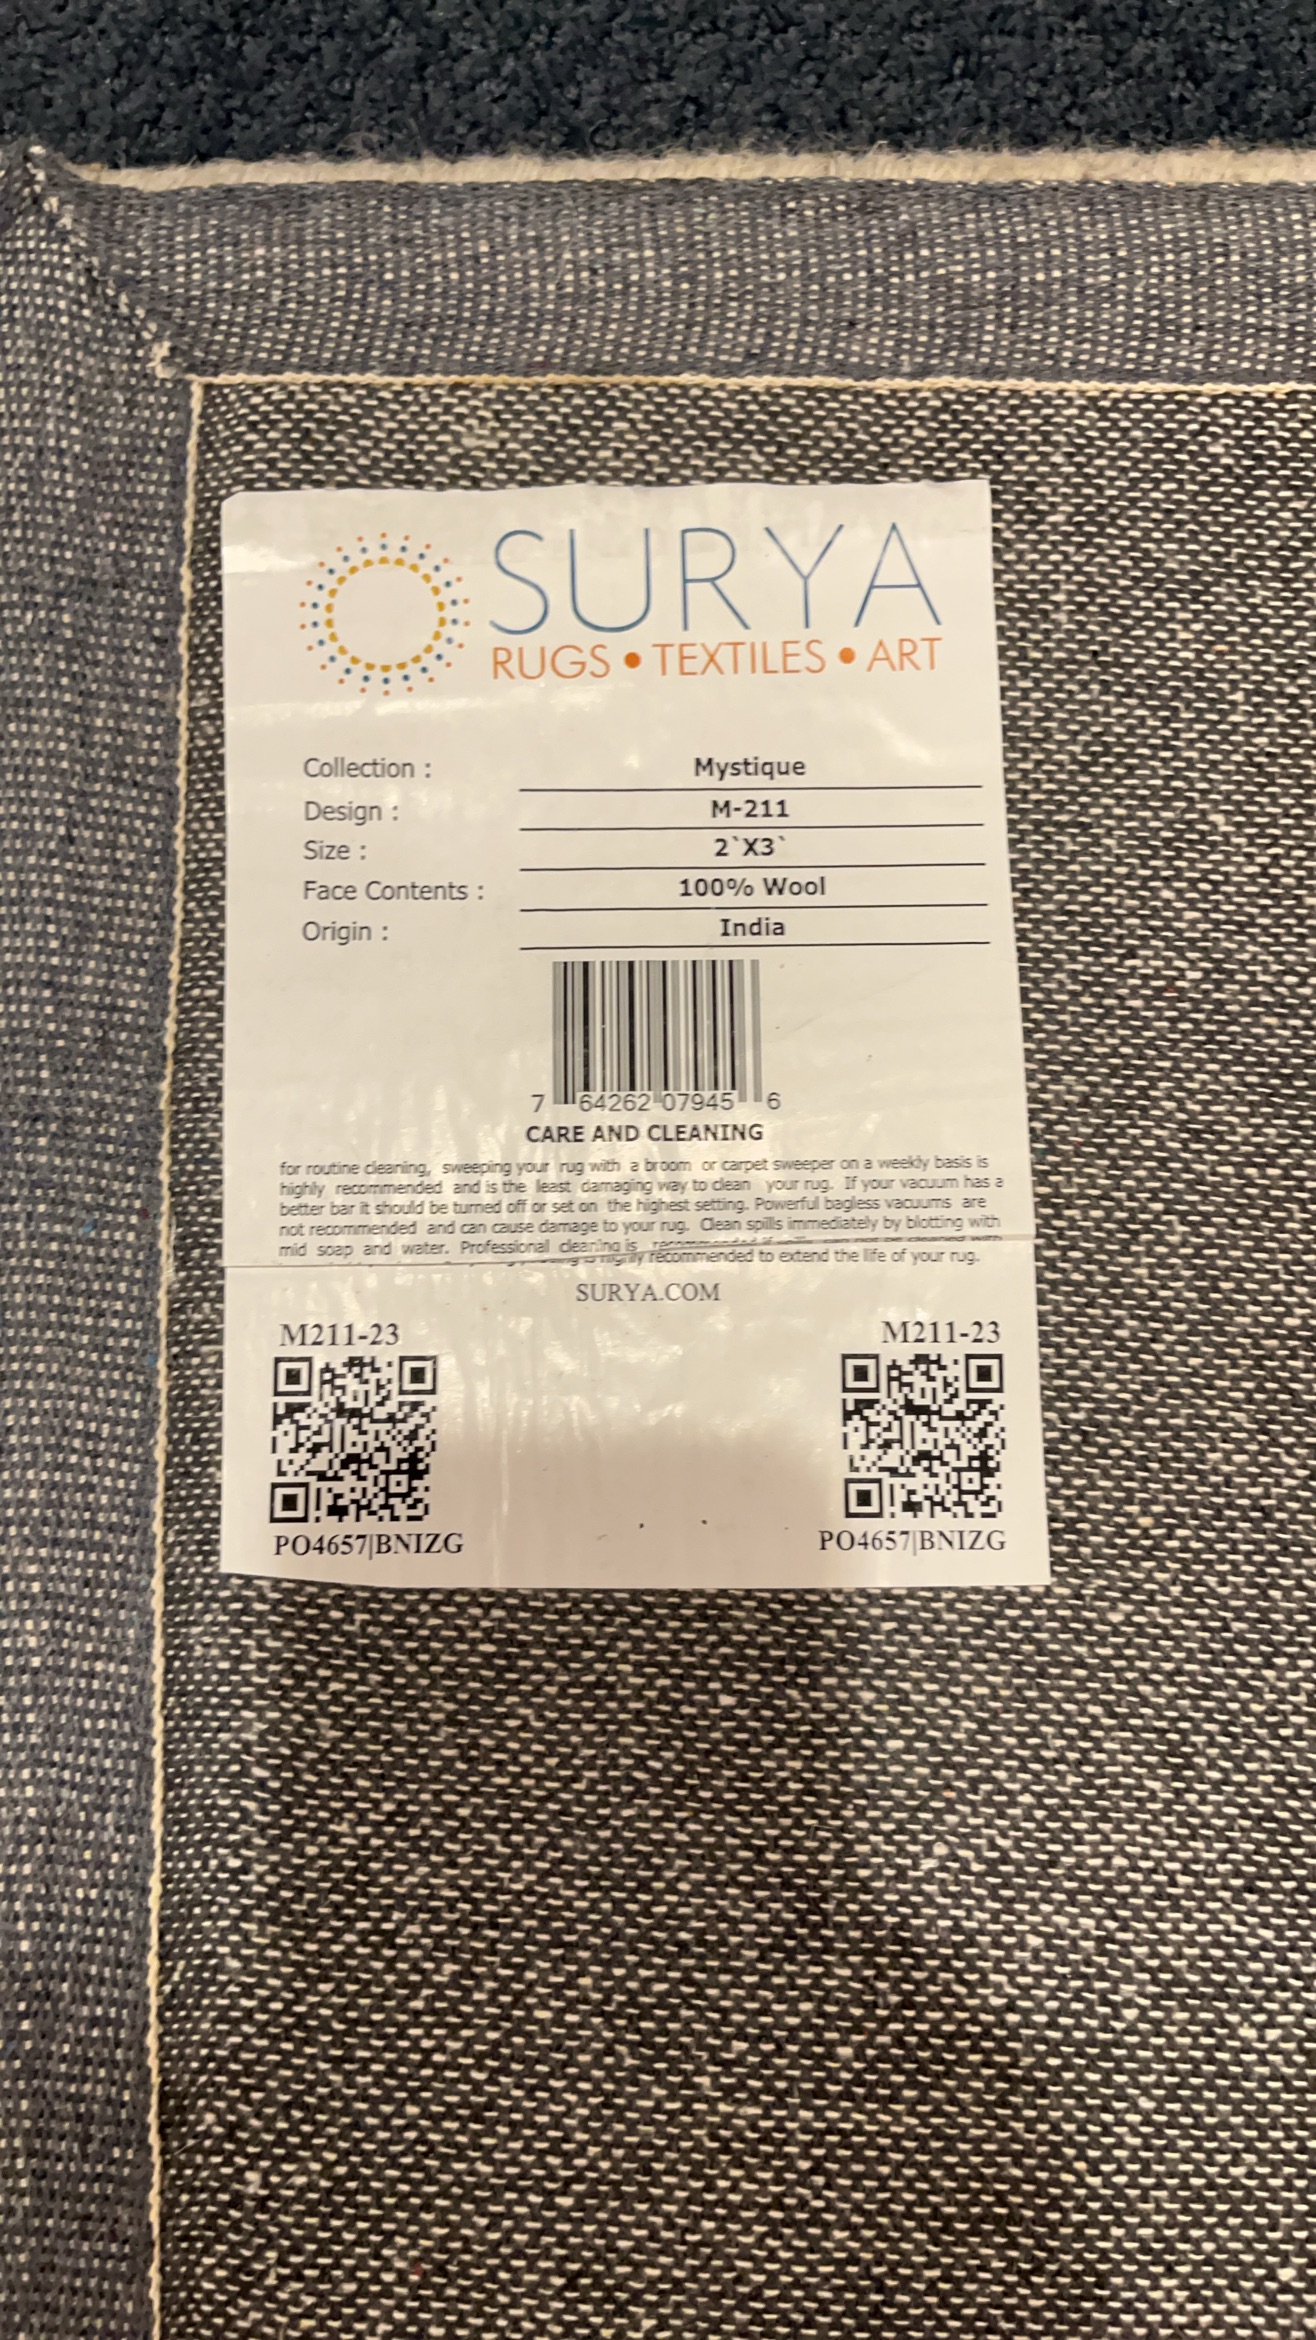 SURYA
RUGS • TEXTILES • ART
Collection : Mystique
Design : M-211
Size : 2`X3`
Face Contents : 100% Wool
Origin : India
7 64262 07945 6
CARE AND CLEANING
for routine cleaning, sweeping your rug with a broom or carpet sweeper on a weekly basis is
highly recommended and is the least damaging way to clean your rug. If your vacuum has a
better bar it should be turned off or set on the highest setting. Powerful bagless vacuums are
not recommended and can cause damage to your rug. Clean spills immediately by blotting with
mid soap and water. Professional cleaning is recommended if
highly recommended to extend the life of your rug.
SURYA.COM
M211-23 M211-23
PO4657|BNIZG PO4657|BNIZG